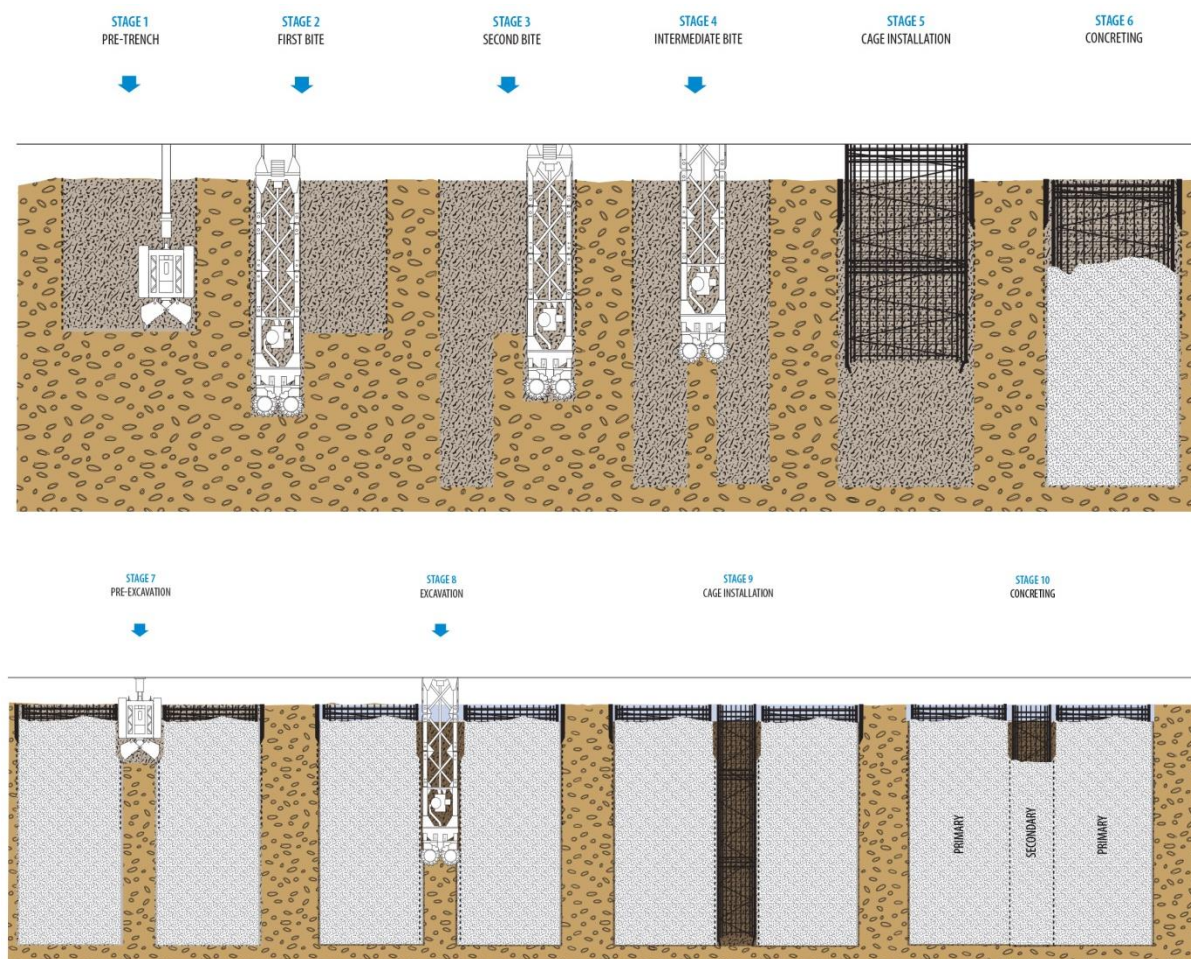 STAGE 1
PRE-TRENCH
STAGE 2
FIRST BITE
STAGE 3
SECOND BITE
STAGE 4
INTERMEDIATE BITE
STAGE 5
CAGE INSTALLATION
STAGE 6
CONCRETING
STAGE 7
PRE-EXCAVATION
STAGE 8
EXCAVATION
STAGE 9
CAGE INSTALLATION
STAGE 10
CONCRETING
PRIMARY
SECONDARY
PRIMARY